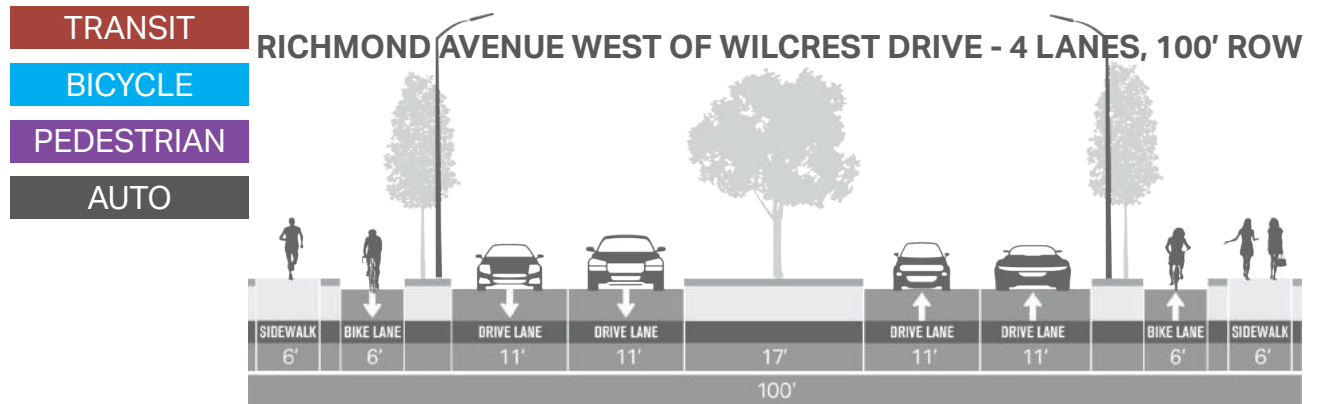 TRANSIT
BICYCLE
PEDESTRIAN
AUTO
RICHMOND AVENUE WEST OF WILCREST DRIVE - 4 LANES, 100' ROW
SIDEWALK BIKE LANE DRIVE LANE DRIVE LANE DRIVE LANE DRIVE LANE BIKE LANE SIDEWALK
6' 6' 11' 11' 17' 11' 11' 6' 6'
100'